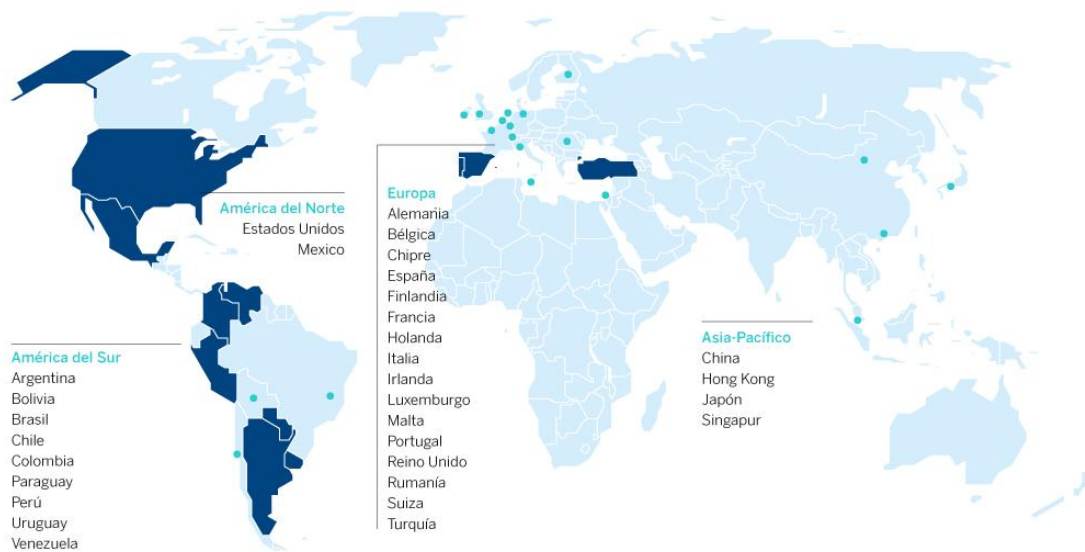 América del Norte
Estados Unidos
Mexico
América del Sur
Argentina
Bolivia
Brasil
Chile
Colombia
Paraguay
Perú
Uruguay
Venezuela
Europa
Alemania
Bélgica
Chipre
España
Finlandia
Francia
Holanda
Italia
Irlanda
Luxemburgo
Malta
Portugal
Reino Unido
Rumanía
Suiza
Turquía
Asia-Pacífico
China
Hong Kong
Japón
Singapur